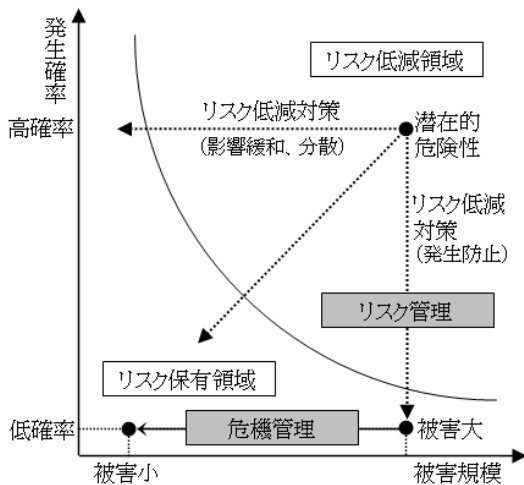 発生確率
リスク低減領域
高確率
リスク低減対策
(影響緩和、分散)
潜在的
危険性
リスク低減
対策
(発生防止)
リスク管理
リスク保有領域
低確率
危機管理
被害大
被害小
被害規模